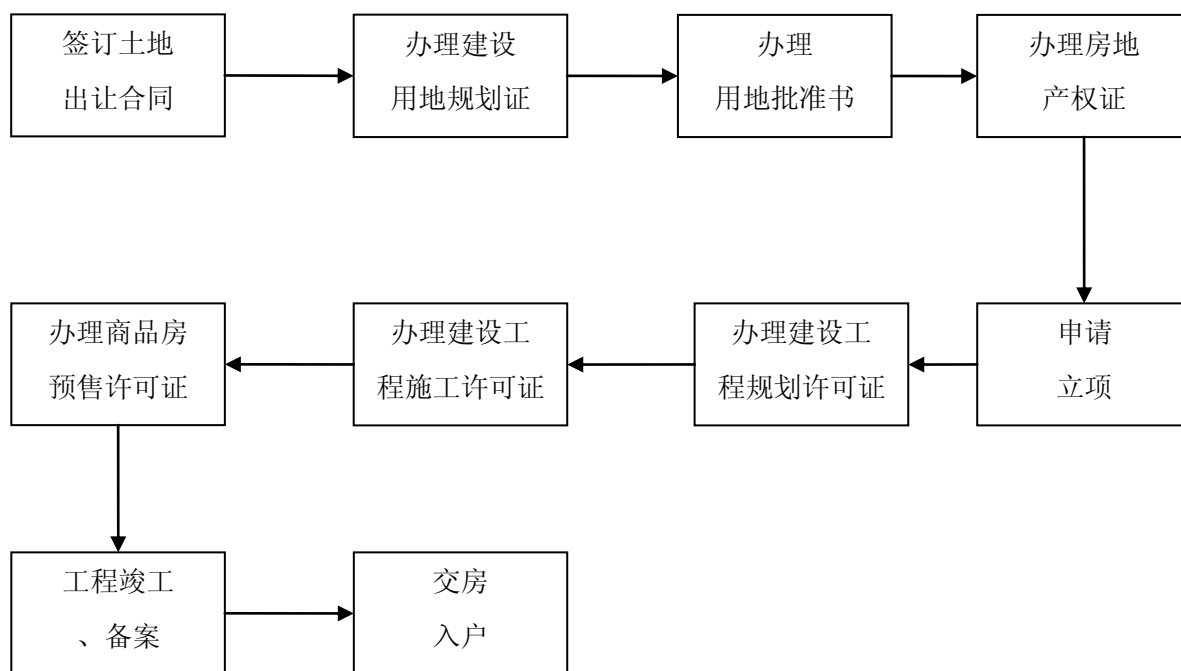 签订土地
出让合同
办理建设
用地规划证
办理
用地批准书
办理房地
产权证
办理商品房
预售许可证
办理建设工
程施工许可证
办理建设工
程规划许可证
申请
立项
工程竣工
、备案
交房
入户